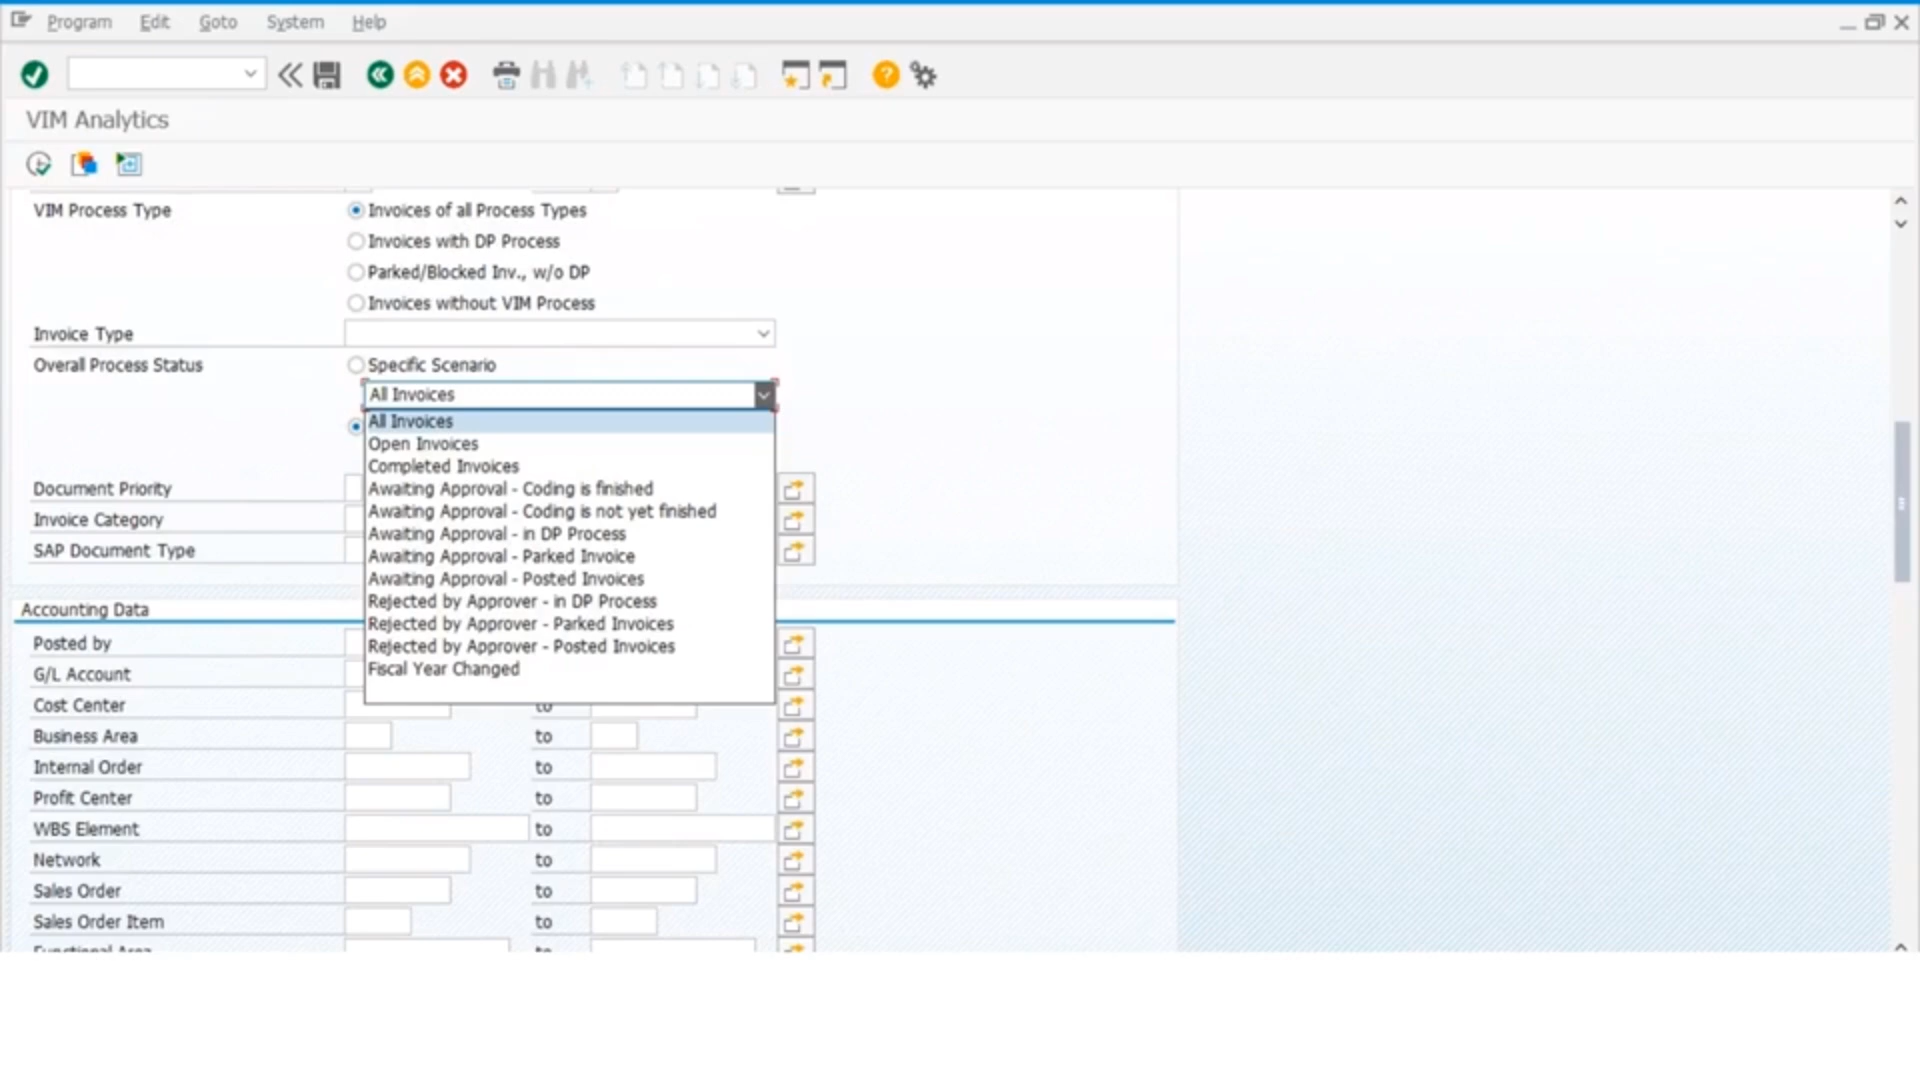 Program Edit Goto System Help
VIM Analytics
VIM Process Type Invoices of all Process Types
Invoices with DP Process
Parked/Blocked Inv., w/o DP
Invoices without VIM Process
Invoice Type
Overall Process Status Specific Scenario
All Invoices
All Invoices
Open Invoices
Completed Invoices
Document Priority Awaiting Approval - Coding is finished
Invoice Category Awaiting Approval - Coding is not yet finished
Awaiting Approval - in DP Process
SAP Document Type Awaiting Approval - Parked Invoice
Awaiting Approval - Posted Invoices
Accounting Data Rejected by Approver - in DP Process
Rejected by Approver - Parked Invoices
Posted by Rejected by Approver - Posted Invoices
G/L Account Fiscal Year Changed
Cost Center to
Business Area to
Internal Order to
Profit Center to
WBS Element to
Network to
Sales Order to
Sales Order Item to
Functional Area to